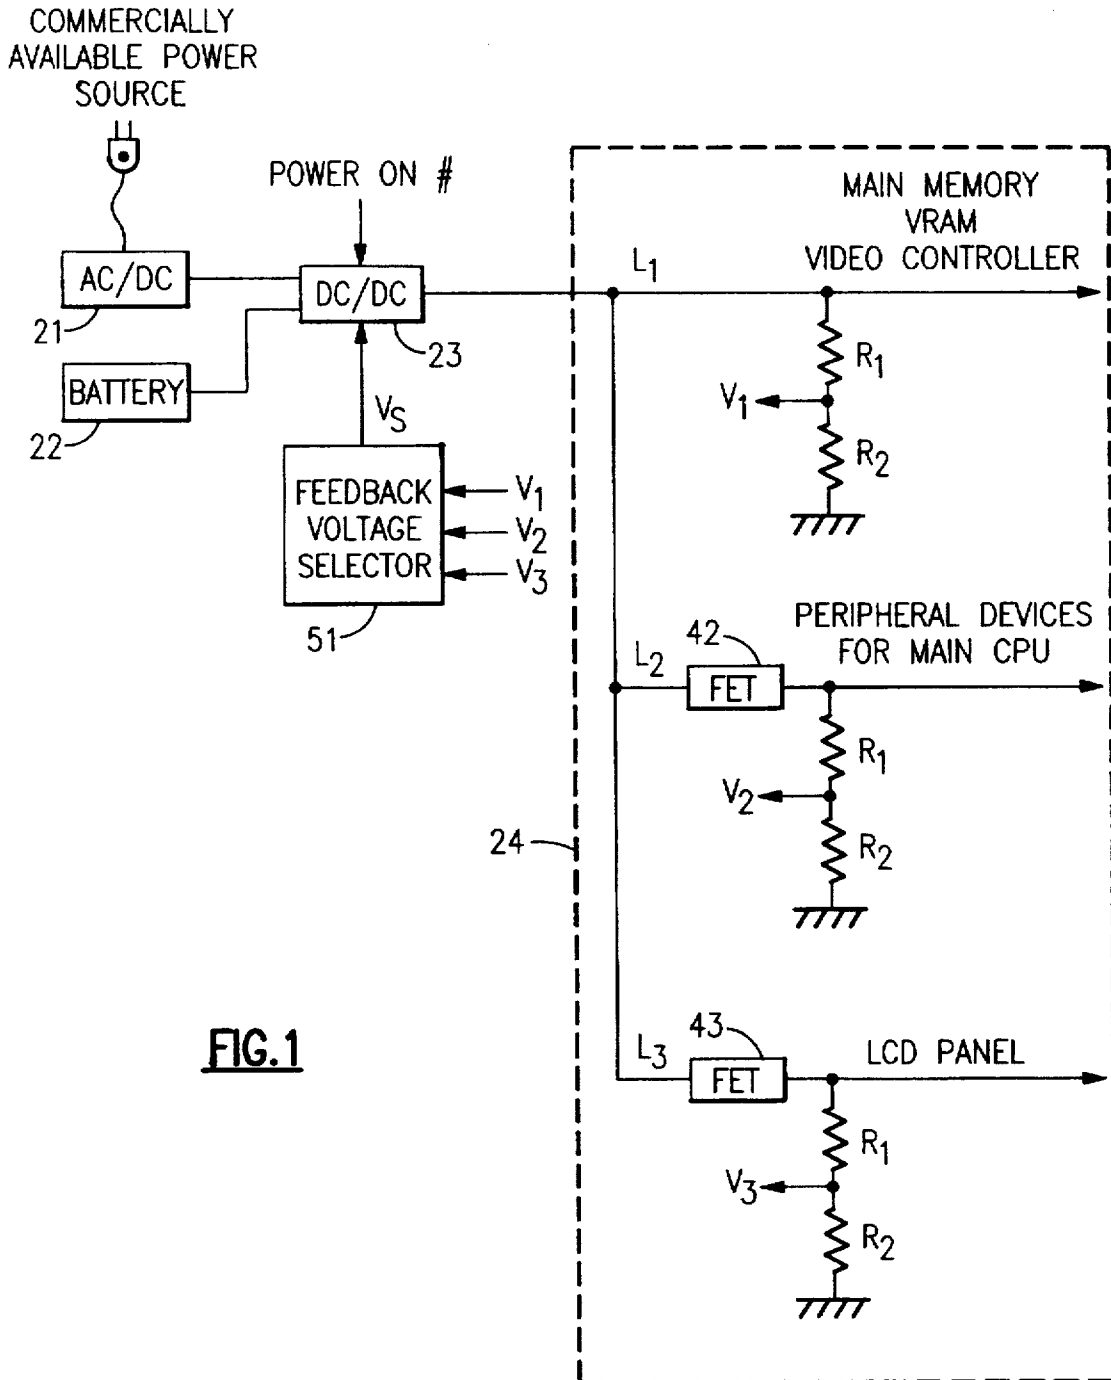 COMMERCIALLY
AVAILABLE POWER
SOURCE
POWER ON #
AC/DC
21
DC/DC
23
BATTERY
22
VS
FEEDBACK
VOLTAGE
SELECTOR
V1
V2
V3
51
MAIN MEMORY
VRAM
VIDEO CONTROLLER
L1
R1
V1
R2
PERIPHERAL DEVICES
FOR MAIN CPU
42
L2
FET
R1
V2
R2
24
43
L3
FET
LCD PANEL
R1
V3
R2
FIG.1